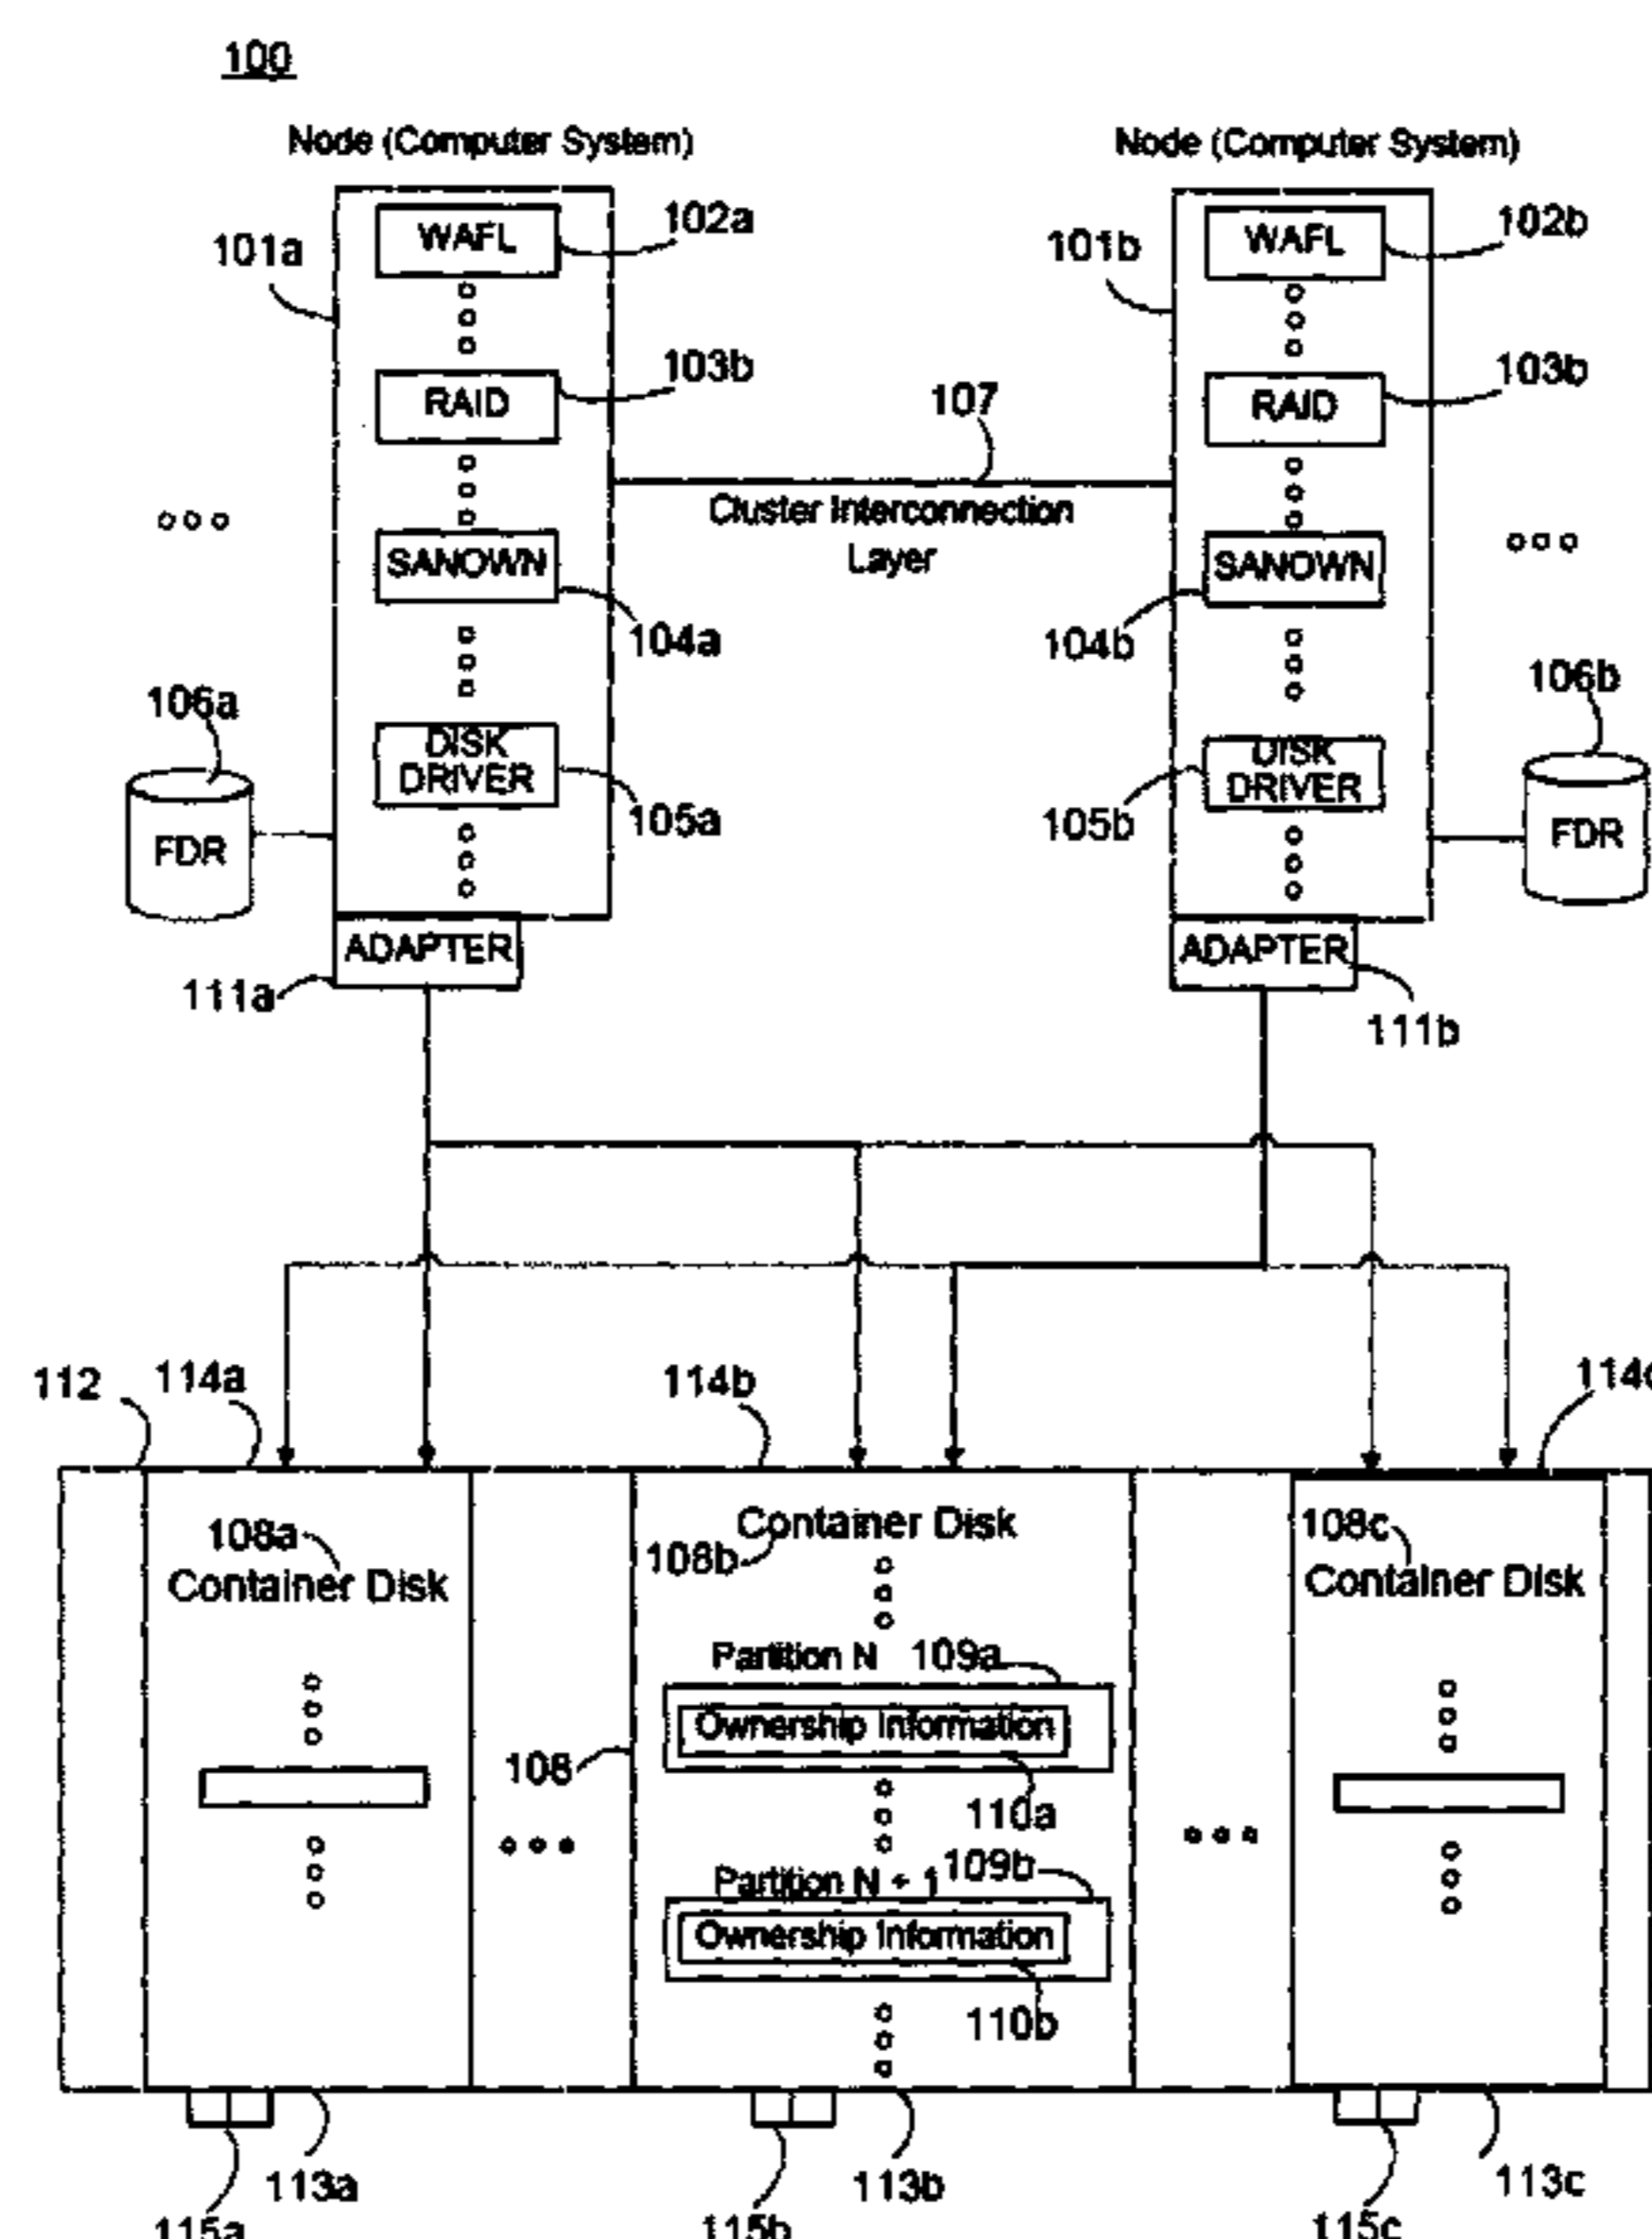 100
Node (Computer System)
Node (Computer System)
101a
WAFL
102a
101b
WAFL
102b
RAID
103b
107
RAID
103b
Cluster Interconnection
Layer
SANOWN
104a
SANOWN
104b
106a
FDR
DISK
DRIVER
105a
DISK
DRIVER
105b
106b
FDR
ADAPTER
111a
ADAPTER
111b
112
114a
114b
108a
Container Disk
Container Disk
108b
108c
Container Disk
Partition N
109a
Ownership Information
108
110a
Partition N + 1
109b
Ownership Information
110b
113a
113b
113c
115a
115b
115c